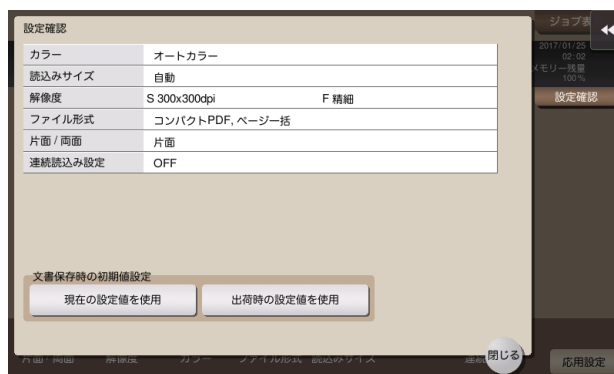 設定確認
カラー オートカラー
読込みサイズ 自動
解像度 S 300x300dpi F 精細
ファイル形式 コンパクトPDF, ページ一括
片面 / 両面 片面
連続読込み設定 OFF
文書保存時の初期値設定
現在の設定値を使用 出荷時の設定値を使用
閉じる
ジョブ表
2017/01/25
02:02
メモリー残量
100%
設定確認
片面 / 両面 解像度 カラー ファイル形式 読込みサイズ
応用設定